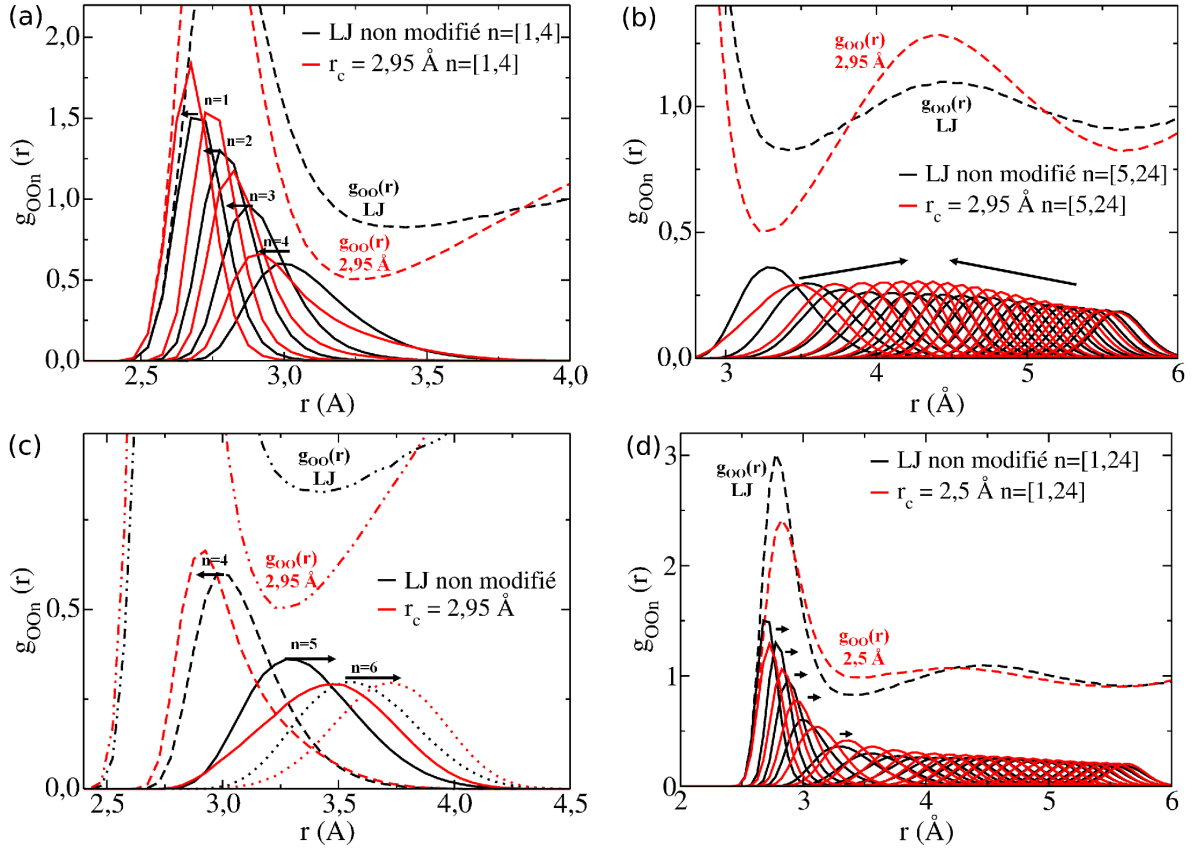 (a)
2,0
1,5
1,0
0.5
0.0
g_OOn (r)
LJ non modifié n=[1,4]
r_c = 2,95 Å n=[1,4]
n=1
n=2
n=3
n=4
g_OO(r)
LJ
g_OO(r)
2,95 Å
2,5
3,0
3,5
4,0
r (A)
(b)
1,0
0.5
0,0
g_OOn (r)
g_OO(r)
2,95 Å
g_OO(r)
LJ
LJ non modifié n=[5,24]
r_c = 2,95 Å n=[5,24]
3
4
5
6
r (Å)
(c)
0.5
0,0
g_OOn (r)
g_OO(r)
LJ
g_OO(r)
2,95 Å
n=4
LJ non modifié
r_c = 2,95 Å
n=5
n=6
2,5
3,0
3,5
4,0
4,5
r (A)
(d)
3
2
1
0
g_OOn (r)
g_OO(r)
LJ
LJ non modifié n=[1,24]
r_c = 2,5 Å n=[1,24]
g_OO(r)
2,5 Å
2
3
4
5
6
r (Å)